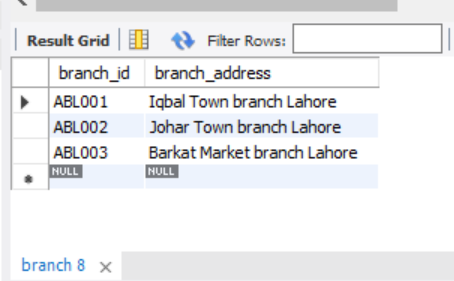 Result Grid Filter Rows:
branch_id branch_address
ABL001 Iqbal Town branch Lahore
ABL002 Johar Town branch Lahore
ABL003 Barkat Market branch Lahore
NULL NULL
branch 8